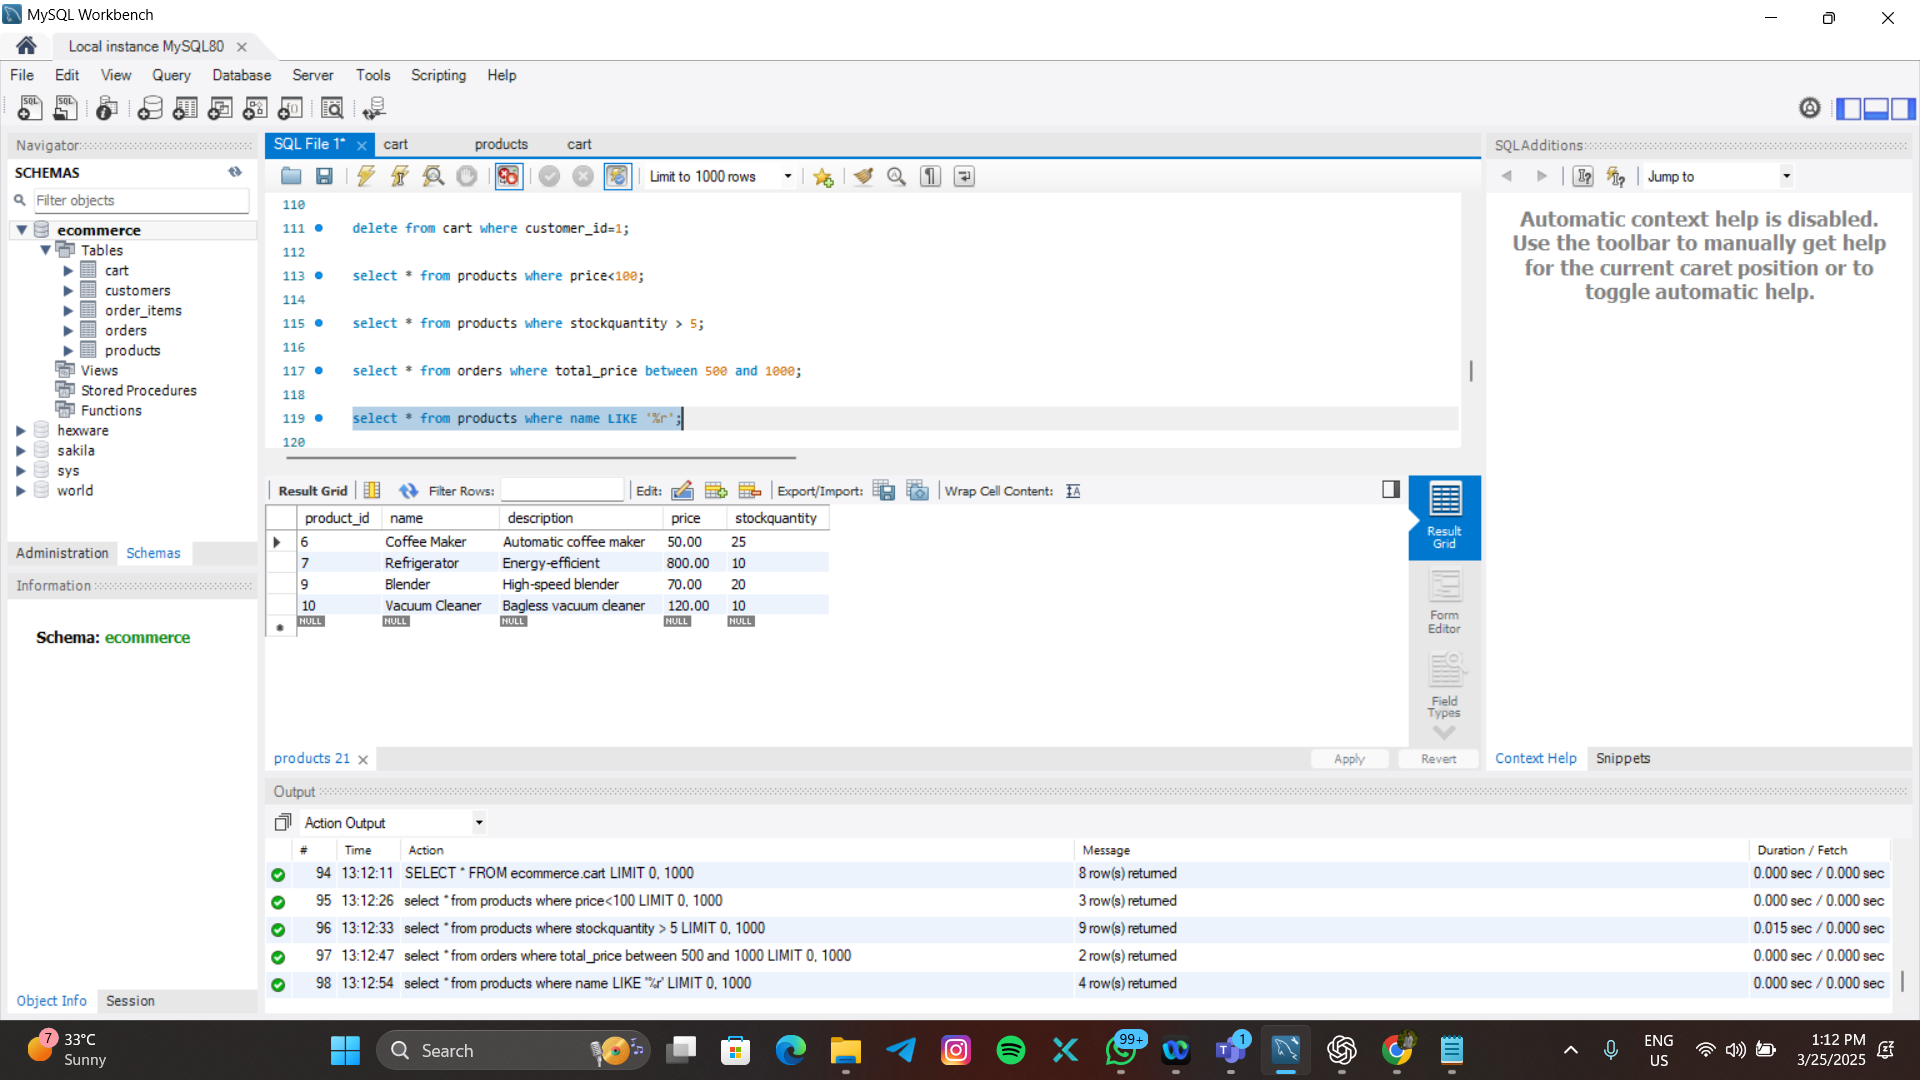 MySQL Workbench
Local instance MySQL80
File Edit View Query Database Server Tools Scripting Help
Navigator
SCHEMAS
Filter objects
ecommerce
Tables
cart
customers
order_items
orders
products
Views
Stored Procedures
Functions
hexware
sakila
sys
world
Administration Schemas
Information
Schema: ecommerce
Object Info Session
SQL File 1* cart products cart
Limit to 1000 rows
110
111 delete from cart where customer_id=1;
112
113 select * from products where price<100;
114
115 select * from products where stockquantity > 5;
116
117 select * from orders where total_price between 500 and 1000;
118
119 select * from products where name LIKE '%r';
120
Result Grid Filter Rows: Edit: Export/Import: Wrap Cell Content:
product_id name description price stockquantity
6 Coffee Maker Automatic coffee maker 50.00 25
7 Refrigerator Energy-efficient 800.00 10
9 Blender High-speed blender 70.00 20
10 Vacuum Cleaner Bagless vacuum cleaner 120.00 10
NULL NULL NULL NULL NULL
Result
Grid
Form
Editor
Field
Types
products 21 Apply Revert
SQLAdditions
Jump to
Automatic context help is disabled.
Use the toolbar to manually get help
for the current caret position or to
toggle automatic help.
Context Help Snippets
Output
Action Output
# Time Action Message Duration / Fetch
94 13:12:11 SELECT * FROM ecommerce.cart LIMIT 0, 1000 8 row(s) returned 0.000 sec / 0.000 sec
95 13:12:26 select * from products where price<100 LIMIT 0, 1000 3 row(s) returned 0.000 sec / 0.000 sec
96 13:12:33 select * from products where stockquantity > 5 LIMIT 0, 1000 9 row(s) returned 0.015 sec / 0.000 sec
97 13:12:47 select * from orders where total_price between 500 and 1000 LIMIT 0, 1000 2 row(s) returned 0.000 sec / 0.000 sec
98 13:12:54 select * from products where name LIKE '%r' LIMIT 0, 1000 4 row(s) returned 0.000 sec / 0.000 sec
7
33°C
Sunny
Search
99+
1
ENG
US
1:12 PM
3/25/2025